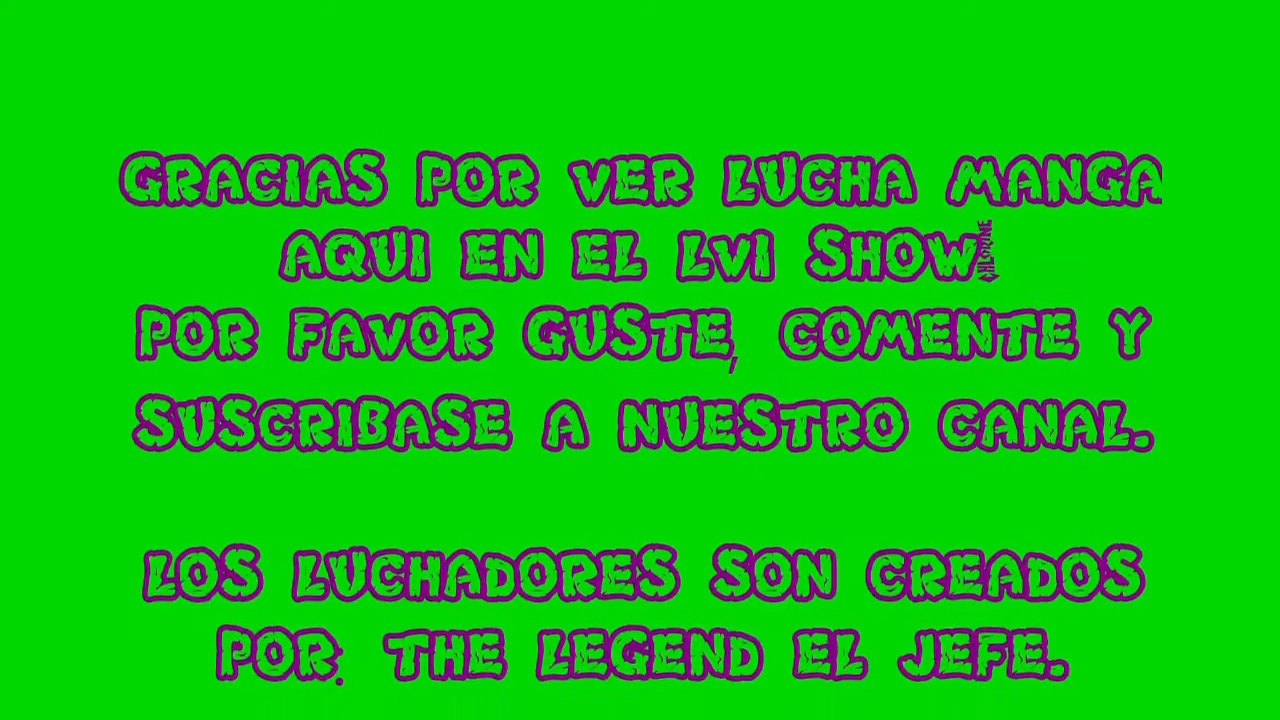 GRACIAS POR VER LUCHA MANGA
AQUI EN EL LVI SHOW
POR FAVOR GUSTE, COMENTE Y
SUSCRIBASE A NUESTRO CANAL.
LOS LUCHADORES SON CREADOS
POR: THE LEGEND EL JEFE.